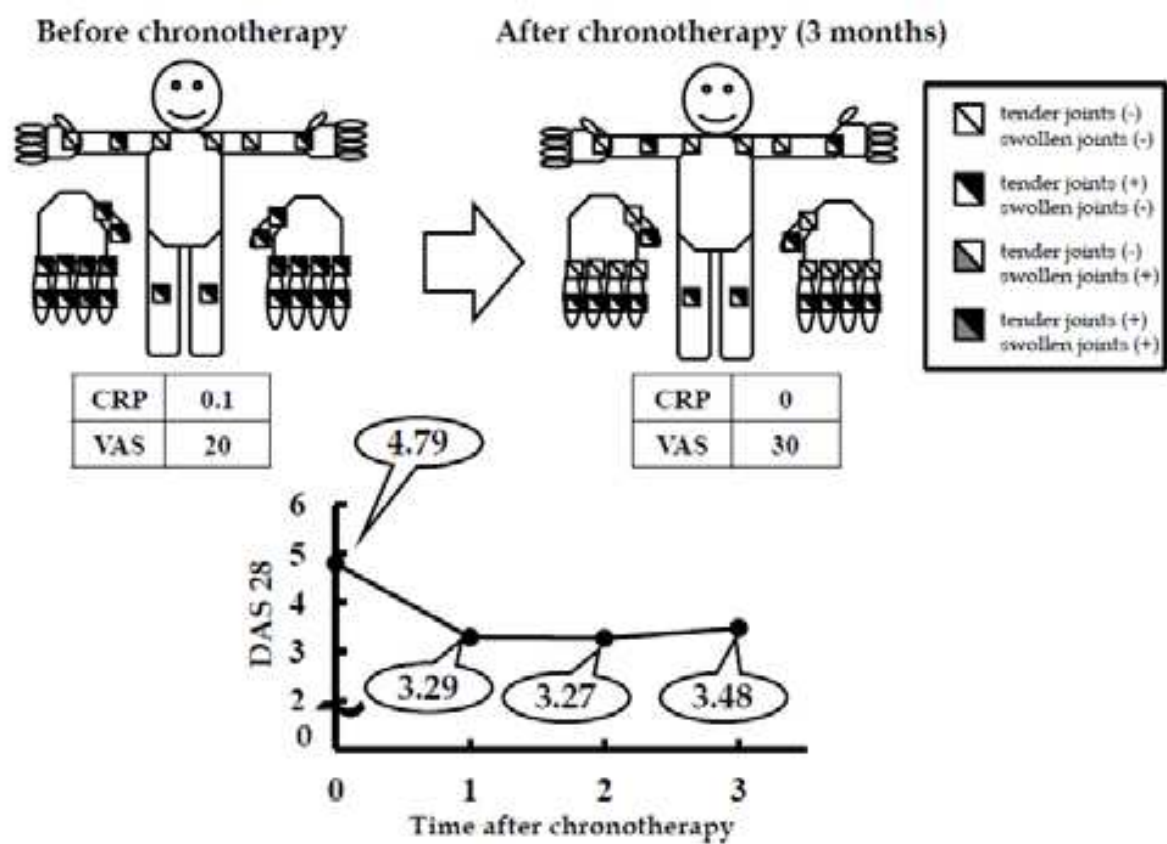 Before chronotherapy
After chronotherapy (3 months)
tender joints (-)
swollen joints (-)
tender joints (+)
swollen joints (-)
tender joints (-)
swollen joints (+)
tender joints (+)
swollen joints (+)
CRP 0.1
VAS 20
CRP 0
VAS 30
4.79
6
5
4
3
2
0
DAS 28
3.29
3.27
3.48
0 1 2 3
Time after chronotherapy